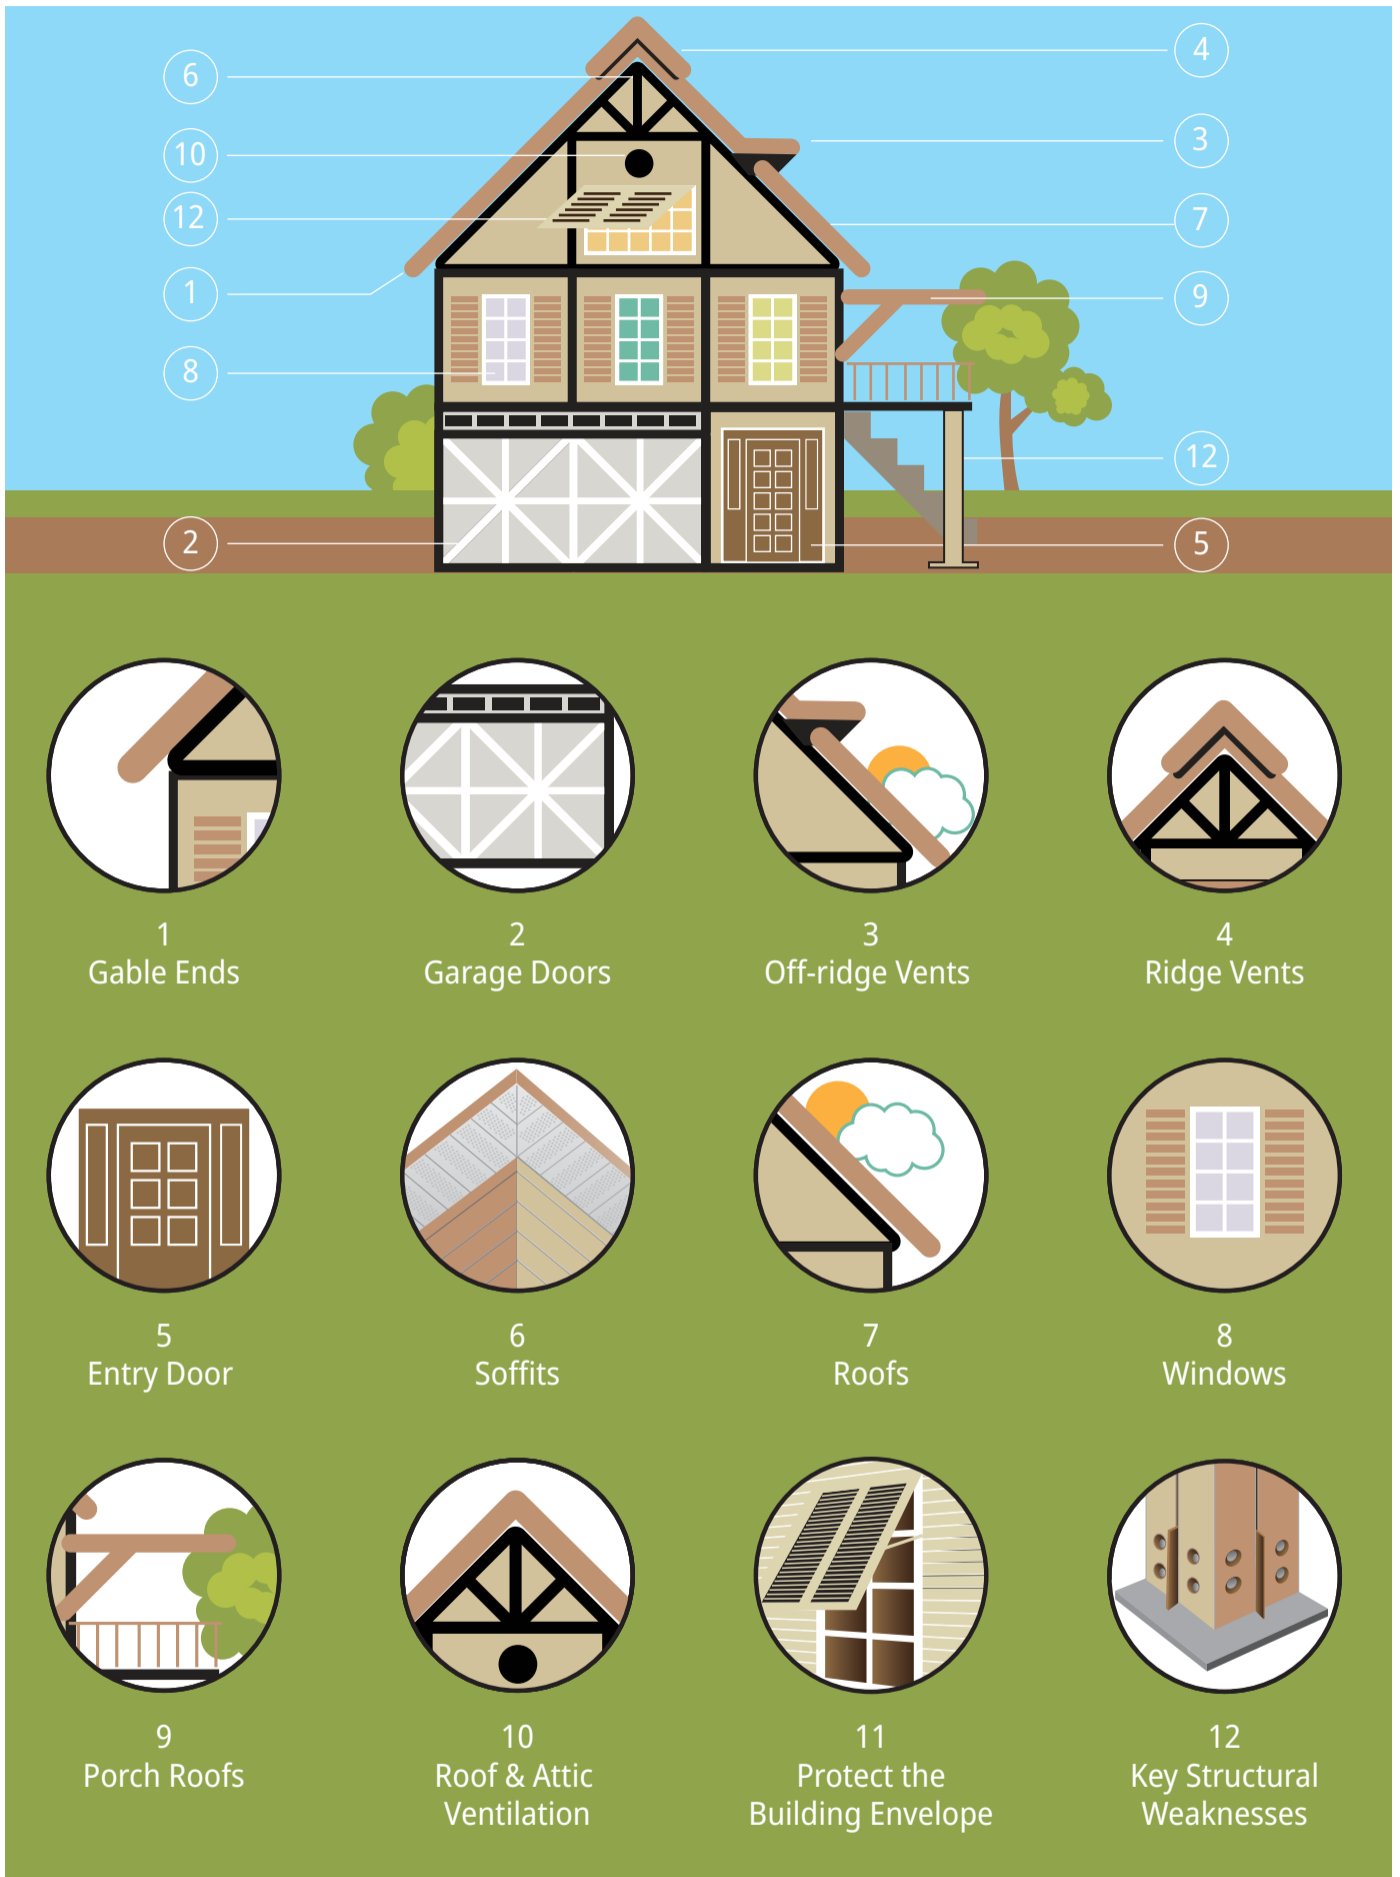 6
4
10
3
12
7
1
9
8
12
2
5
1
Gable Ends
2
Garage Doors
3
Off-ridge Vents
4
Ridge Vents
5
Entry Door
6
Soffits
7
Roofs
8
Windows
9
Porch Roofs
10
Roof & Attic
Ventilation
11
Protect the
Building Envelope
12
Key Structural
Weaknesses